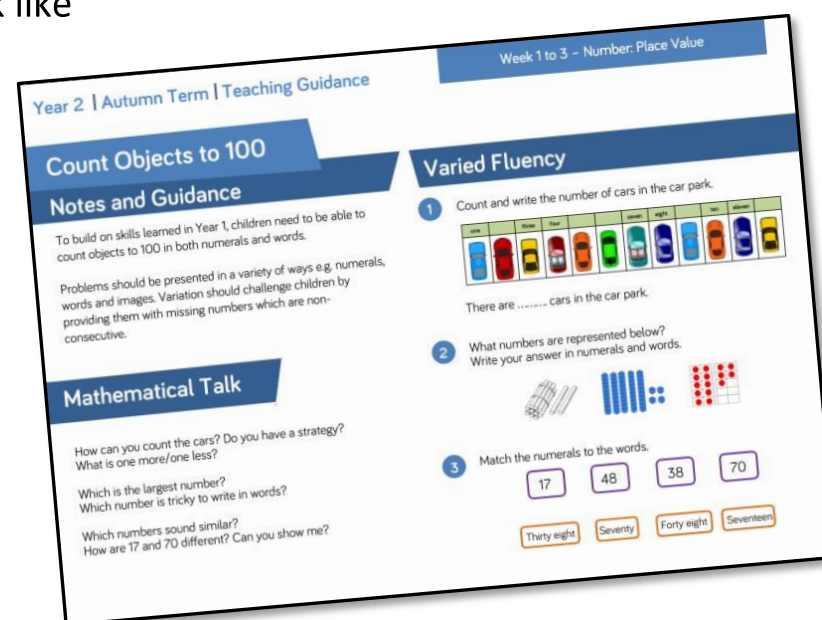 k like
Year 2 | Autumn Term | Teaching Guidance
Week 1 to 3 – Number: Place Value
Count Objects to 100
Notes and Guidance
To build on skills learned in Year 1, children need to be able to
count objects to 100 in both numerals and words.
Problems should be presented in a variety of ways e.g. numerals,
words and images. Variation should challenge children by
providing them with missing numbers which are non-
consecutive.
Mathematical Talk
How can you count the cars? Do you have a strategy?
What is one more/one less?
Which is the largest number?
Which number is tricky to write in words?
Which numbers sound similar?
How are 17 and 70 different? Can you show me?
Varied Fluency
1 Count and write the number of cars in the car park.
one three four seven eight ten eleven
There are ......... cars in the car park.
2 What numbers are represented below?
Write your answer in numerals and words.
3 Match the numerals to the words.
17 48 38 70
Thirty eight Seventy Forty eight Seventeen